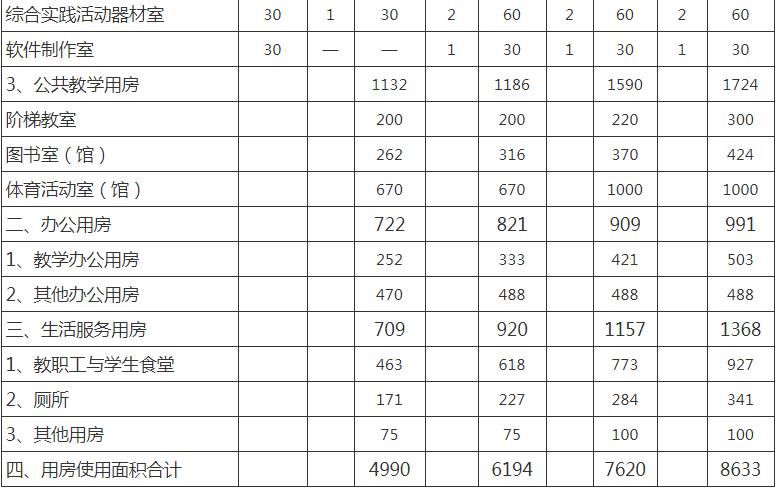 综合实践活动器材室 30 1 30 2 60 2 60 2 60
软件制作室 30 — — 1 30 1 30 1 30
3、公共教学用房 1132 1186 1590 1724
阶梯教室 200 200 220 300
图书室（馆） 262 316 370 424
体育活动室（馆） 670 670 1000 1000
二、办公用房 722 821 909 991
1、教学办公用房 252 333 421 503
2、其他办公用房 470 488 488 488
三、生活服务用房 709 920 1157 1368
1、教职工与学生食堂 463 618 773 927
2、厕所 171 227 284 341
3、其他用房 75 75 100 100
四、用房使用面积合计 4990 6194 7620 8633